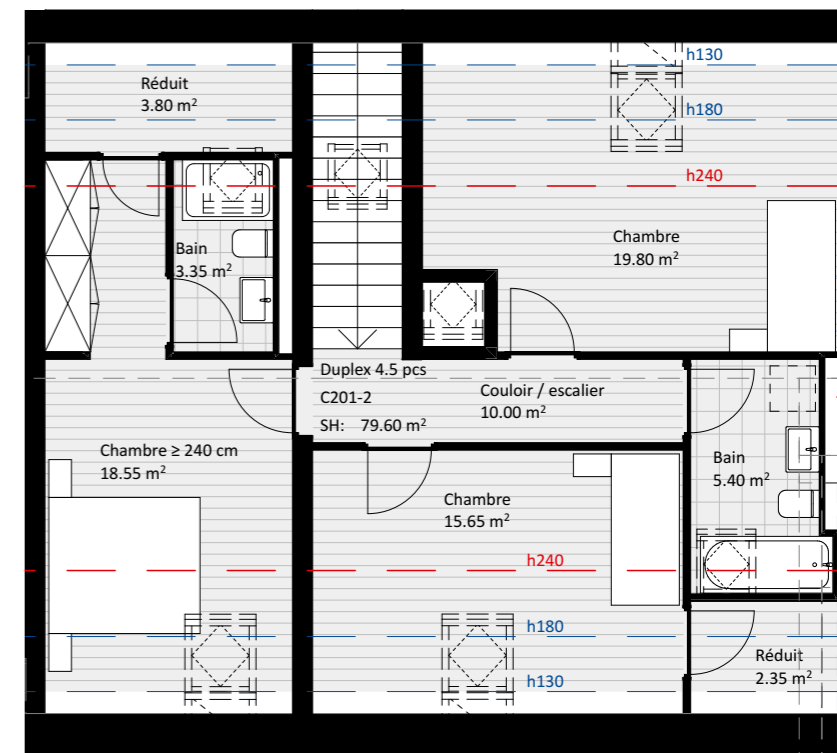 h130
Réduit
3.80 m²
h180
h240
Chambre
19.80 m²
Bain
3.35 m²
Duplex 4.5 pcs
C201-2
SH: 79.60 m²
Couloir / escalier
10.00 m²
Chambre ≥ 240 cm
18.55 m²
Bain
5.40 m²
Chambre
15.65 m²
h240
h180
h130
Réduit
2.35 m²